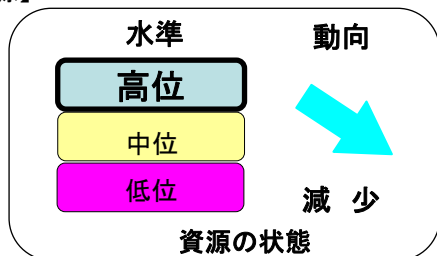 水準 動向
高位
中位
低位
減 少
資源の状態